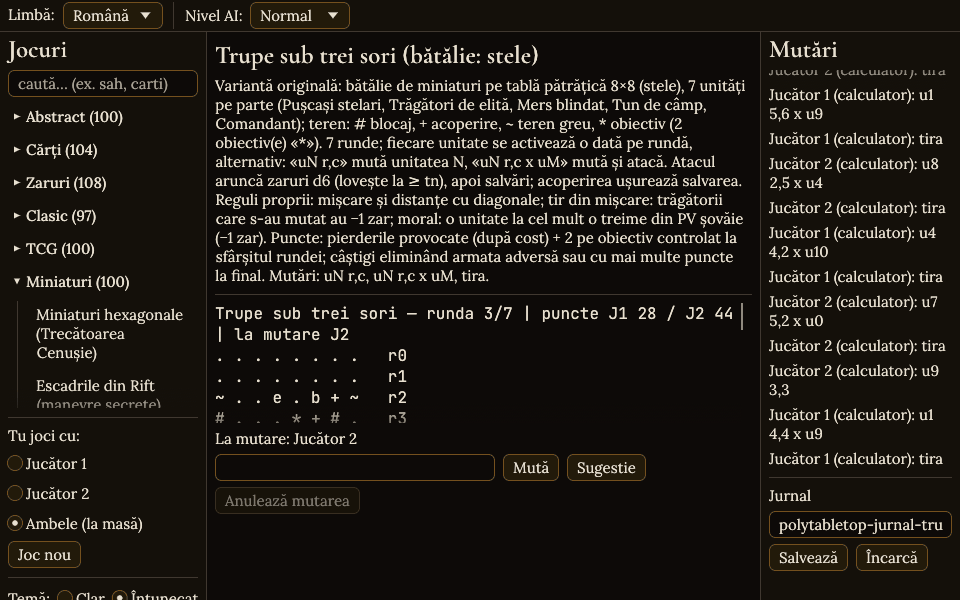 Limbă: Română ▼ Nivel AI: Normal ▼
Jocuri
caută... (ex. sah, carti)
▸ Abstract (100)
▸ Cărți (104)
▸ Zaruri (108)
▸ Clasic (97)
▸ TCG (100)
▾ Miniaturi (100)
Miniaturi hexagonale
(Trecătoarea
Cenușie)
Escadrile din Rift
(manevre secrete)
Tu joci cu:
Jucător 1
Jucător 2
Ambele (la masă)
Joc nou
Temă: Clar Întunecat
Trupe sub trei sori (bătălie: stele)
Variantă originală: bătălie de miniaturi pe tablă pătrățică 8×8 (stele), 7 unități
pe parte (Pușcași stelari, Trăgători de elită, Mers blindat, Tun de câmp,
Comandant); teren: # blocaj, + acoperire, ~ teren greu, * obiectiv (2
obiectiv(e) «*»). 7 runde; fiecare unitate se activează o dată pe rundă,
alternativ: «uN r,c» mută unitatea N, «uN r,c x uM» mută și atacă. Atacul
aruncă zaruri d6 (lovește la ≥ tn), apoi salvări; acoperirea ușurează salvarea.
Reguli proprii: mișcare și distanțe cu diagonale; tir din mișcare: trăgătorii
care s-au mutat au −1 zar; moral: o unitate la cel mult o treime din PV șovăie
(−1 zar). Puncte: pierderile provocate (după cost) + 2 pe obiectiv controlat la
sfârșitul rundei; câștigi eliminând armata adversă sau cu mai multe puncte
la final. Mutări: uN r,c, uN r,c x uM, tira.
Trupe sub trei sori — runda 3/7 | puncte J1 28 / J2 44
| la mutare J2
. . . . . . . . r0
. . . . . . . . r1
~ . . e . b + ~ r2
# . . . * + # . r3
La mutare: Jucător 2
Mută Sugestie
Anulează mutarea
Mutări
Jucător 2 (calculator): tira
Jucător 1 (calculator): u1
5,6 x u9
Jucător 1 (calculator): tira
Jucător 2 (calculator): u8
2,5 x u4
Jucător 2 (calculator): tira
Jucător 1 (calculator): u4
4,2 x u10
Jucător 1 (calculator): tira
Jucător 2 (calculator): u7
5,2 x u0
Jucător 2 (calculator): tira
Jucător 2 (calculator): u9
3,3
Jucător 1 (calculator): u1
4,4 x u9
Jucător 1 (calculator): tira
Jurnal
polytabletop-jurnal-tru
Salvează Încarcă